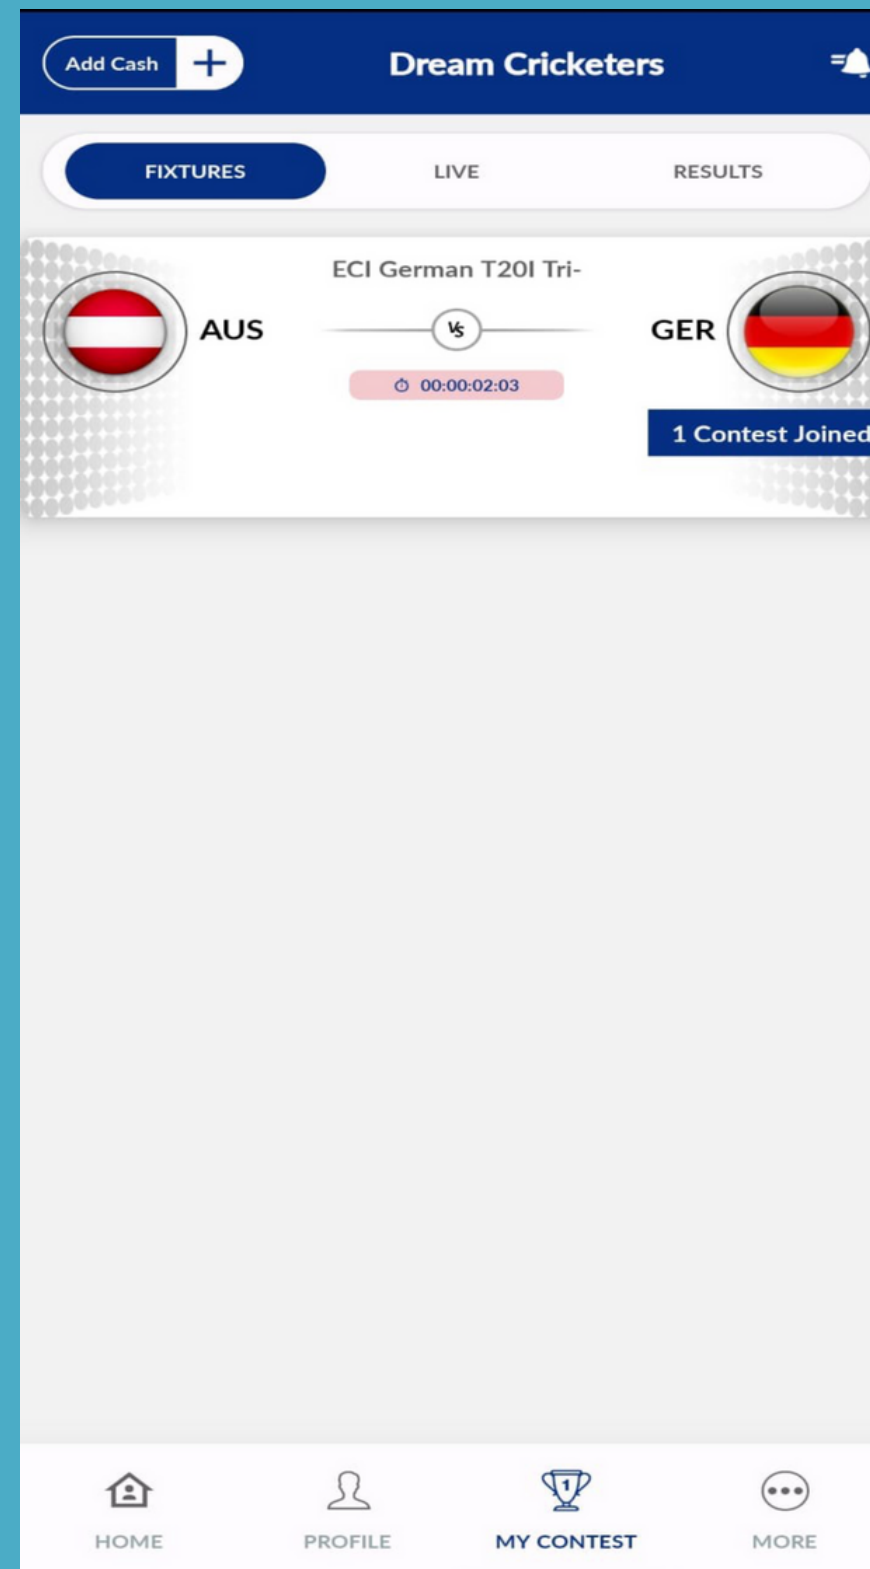 Add Cash
Dream Cricketers
FIXTURES
LIVE
RESULTS
ECI German T20I Tri-
AUS
Vs
GER
00:00:02:03
1 Contest Joined
1
HOME
PROFILE
MY CONTEST
MORE